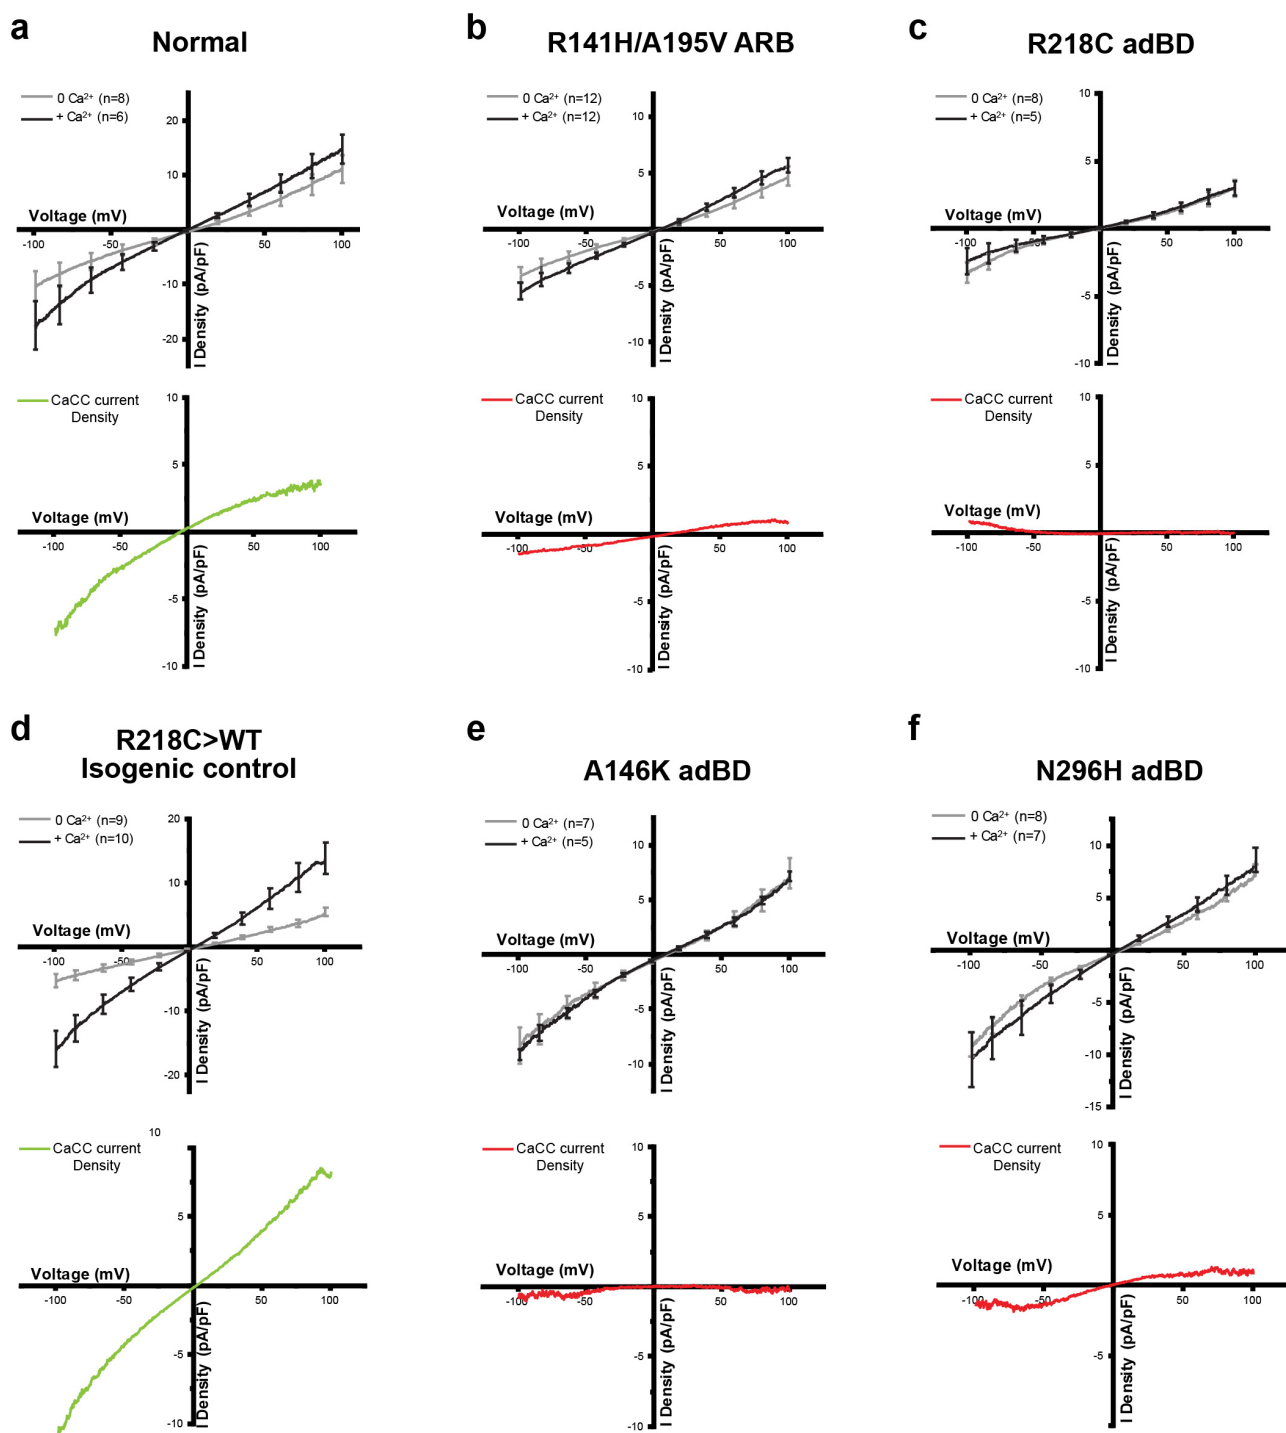 a
Normal
0 Ca²⁺ (n=8)
+ Ca²⁺ (n=6)
20
10
Voltage (mV)
-100
-50
50
100
-10
-20
I Density (pA/pF)
CaCC current
Density
10
5
Voltage (mV)
-100
-50
50
100
-5
-10
I Density (pA/pF)
b
R141H/A195V ARB
0 Ca²⁺ (n=12)
+ Ca²⁺ (n=12)
10
5
Voltage (mV)
-100
-50
50
100
-5
-10
I Density (pA/pF)
CaCC current
Density
10
5
Voltage (mV)
-100
-50
50
100
-5
-10
I Density (pA/pF)
c
R218C adBD
0 Ca²⁺ (n=8)
+ Ca²⁺ (n=5)
10
5
Voltage (mV)
-100
-50
50
100
-5
-10
I Density (pA/pF)
CaCC current
Density
10
5
Voltage (mV)
-100
-50
50
100
-5
-10
I Density (pA/pF)
d
R218C>WT
Isogenic control
0 Ca²⁺ (n=9)
+ Ca²⁺ (n=10)
20
10
Voltage (mV)
-100
-50
50
100
-10
-20
I Density (pA/pF)
10
CaCC current
Density
5
Voltage (mV)
-100
-50
50
100
-5
-10
I Density (pA/pF)
e
A146K adBD
0 Ca²⁺ (n=7)
+ Ca²⁺ (n=5)
10
5
Voltage (mV)
-100
-50
50
100
-5
-10
I Density (pA/pF)
CaCC current
Density
10
5
Voltage (mV)
-100
-50
50
100
-5
-10
I Density (pA/pF)
f
N296H adBD
0 Ca²⁺ (n=8)
+ Ca²⁺ (n=7)
10
5
Voltage (mV)
-100
-50
50
100
-5
-10
-15
I Density (pA/pF)
CaCC current
Density
10
5
Voltage (mV)
-100
-50
50
100
-5
I Density (pA/pF)